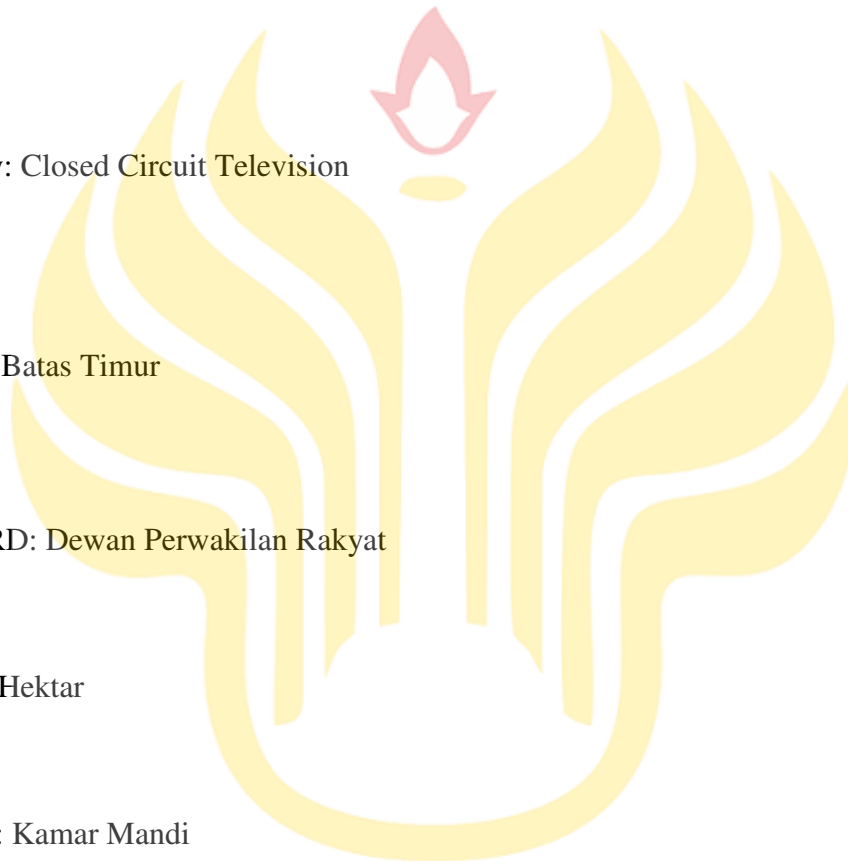 : Closed Circuit Television
Batas Timur
RD: Dewan Perwakilan Rakyat
Hektar
: Kamar Mandi